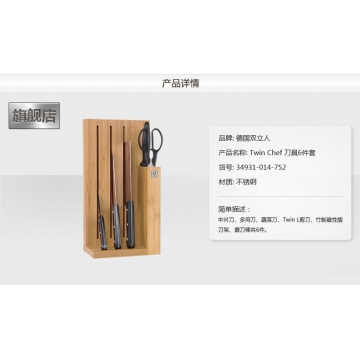 产品详情
旗舰店
品牌: 德国双立人
产品名称: Twin Chef 刀具6件套
货号: 34931-014-752
材质: 不锈钢
简单描述：
中片刀、多用刀、蔬菜刀、Twin L剪刀、竹制磁性插
刀架、磨刀棒共6件。